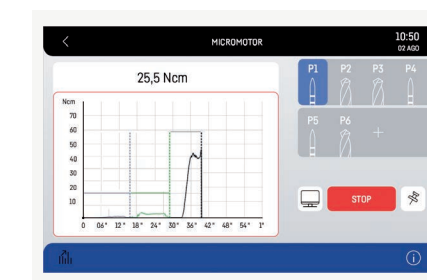 MICROMOTOR
10:50
02 AGO
25,5 Ncm
Ncm
70
60
50
40
30
20
10
0 06" 12" 18" 24" 30" 36" 42" 48" 54" 1"
P1 P2 P3 P4
P5 P6
STOP